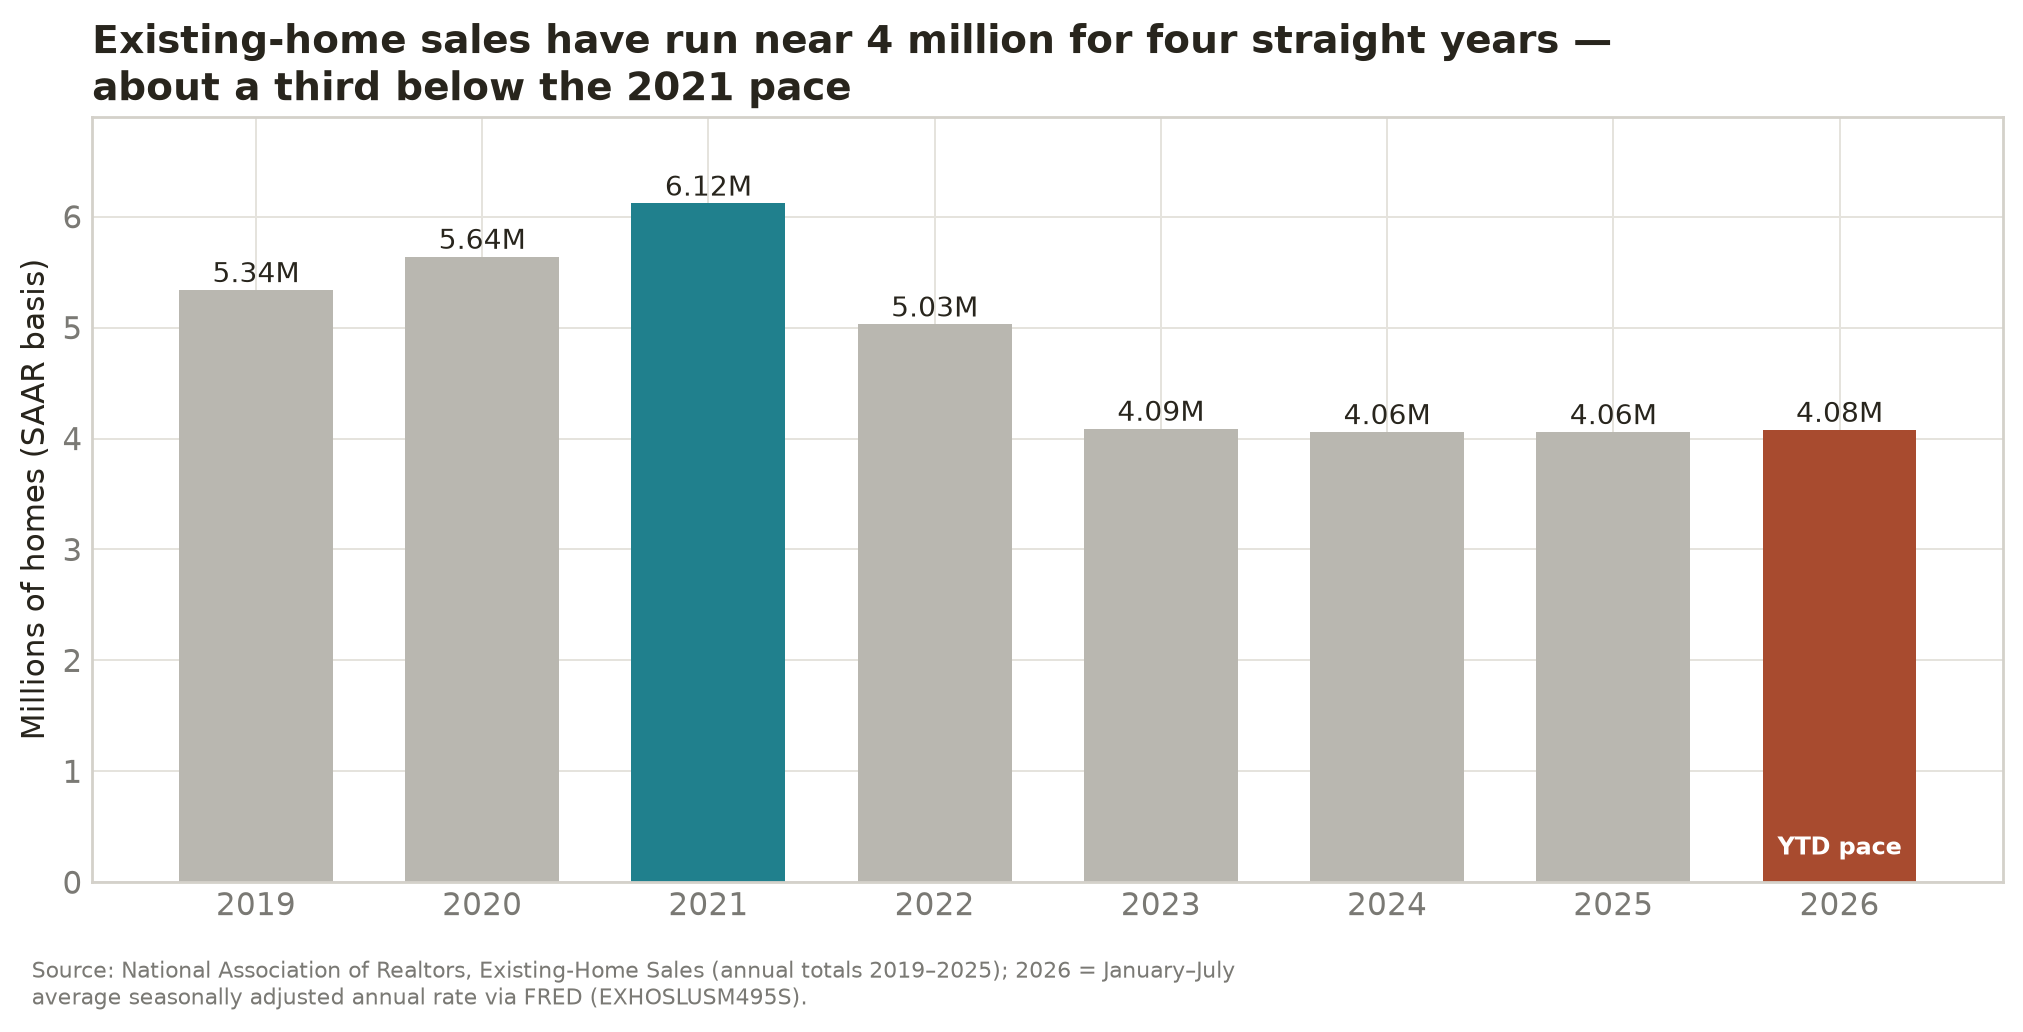 Existing-home sales have run near 4 million for four straight years —
about a third below the 2021 pace
Millions of homes (SAAR basis)
6
5
4
3
2
1
0
5.34M
5.64M
6.12M
5.03M
4.09M
4.06M
4.06M
4.08M
YTD pace
2019 2020 2021 2022 2023 2024 2025 2026
Source: National Association of Realtors, Existing-Home Sales (annual totals 2019–2025); 2026 = January–July
average seasonally adjusted annual rate via FRED (EXHOSLUSM495S).